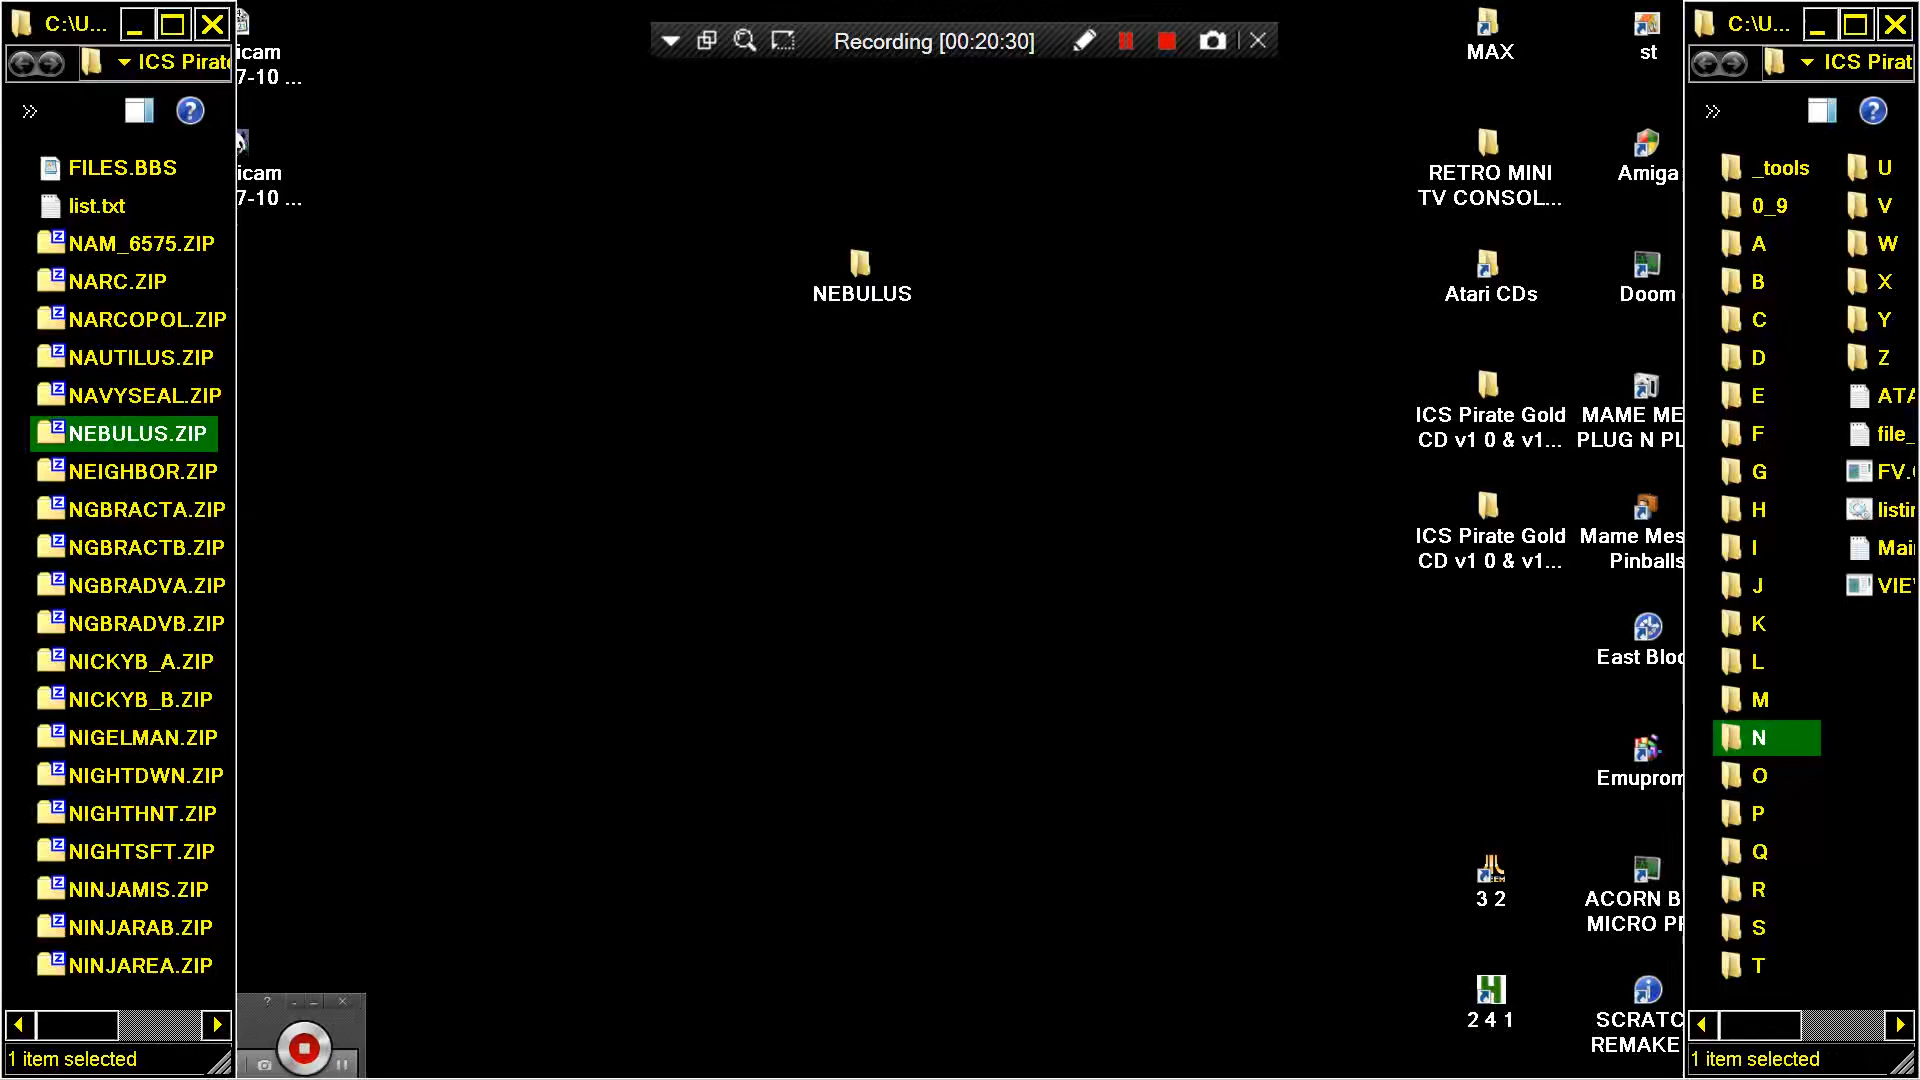 C:\U...
ICS Pirate
FILES.BBS
list.txt
NAM_6575.ZIP
NARC.ZIP
NARCOPOL.ZIP
NAUTILUS.ZIP
NAVYSEAL.ZIP
NEBULUS.ZIP
NEIGHBOR.ZIP
NGBRACTA.ZIP
NGBRACTB.ZIP
NGBRADVA.ZIP
NGBRADVB.ZIP
NICKYB_A.ZIP
NICKYB_B.ZIP
NIGELMAN.ZIP
NIGHTDWN.ZIP
NIGHTHNT.ZIP
NIGHTSFT.ZIP
NINJAMIS.ZIP
NINJARAB.ZIP
NINJAREA.ZIP
1 item selected
icam
7-10 ...
icam
7-10 ...
Recording [00:20:30]
NEBULUS
MAX
RETRO MINI
TV CONSOL...
Atari CDs
ICS Pirate Gold
CD v1 0 & v1...
ICS Pirate Gold
CD v1 0 & v1...
3 2
2 4 1
st
Amiga
Doom
MAME ME
PLUG N PL
Mame Mes
Pinballs
East Bloc
Emuprom
ACORN B
MICRO PR
SCRATC
REMAKE
C:\U...
ICS Pirat
_tools
0_9
A
B
C
D
E
F
G
H
I
J
K
L
M
N
O
P
Q
R
S
T
U
V
W
X
Y
Z
ATA
file_
FV.
listin
Mai
VIE
1 item selected